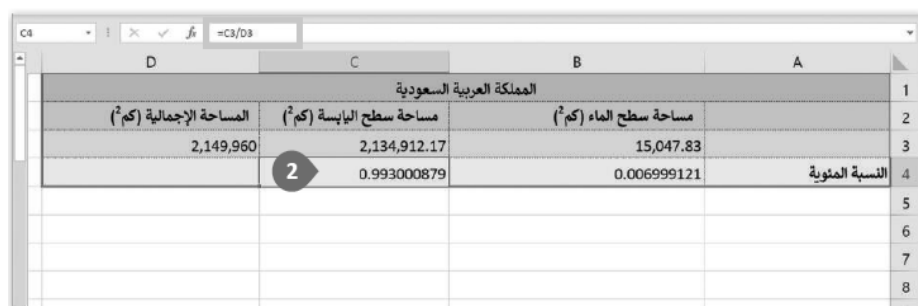 C4 fx =C3/D3
A B C D
1 المملكة العربية السعودية
2 مساحة سطح الماء (كم²) مساحة سطح اليابسة (كم²) المساحة الإجمالية (كم²)
3 15,047.83 2,134,912.17 2,149,960
4 النسبة المئوية 0.006999121 0.993000879 2
5
6
7
8